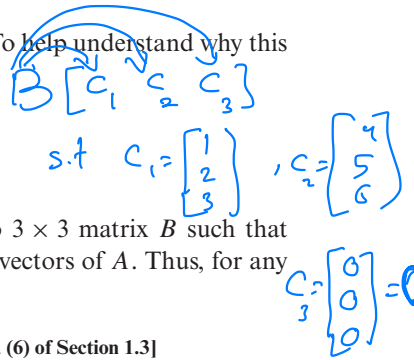 To help understand why this
B [C₁ C₂ C₃]
s.t C₁ = [1 2 3] , C₂ = [4 5 6]
3 × 3 matrix B such that
vectors of A. Thus, for any
C₃ = [0 0 0] = 0
(6) of Section 1.3]